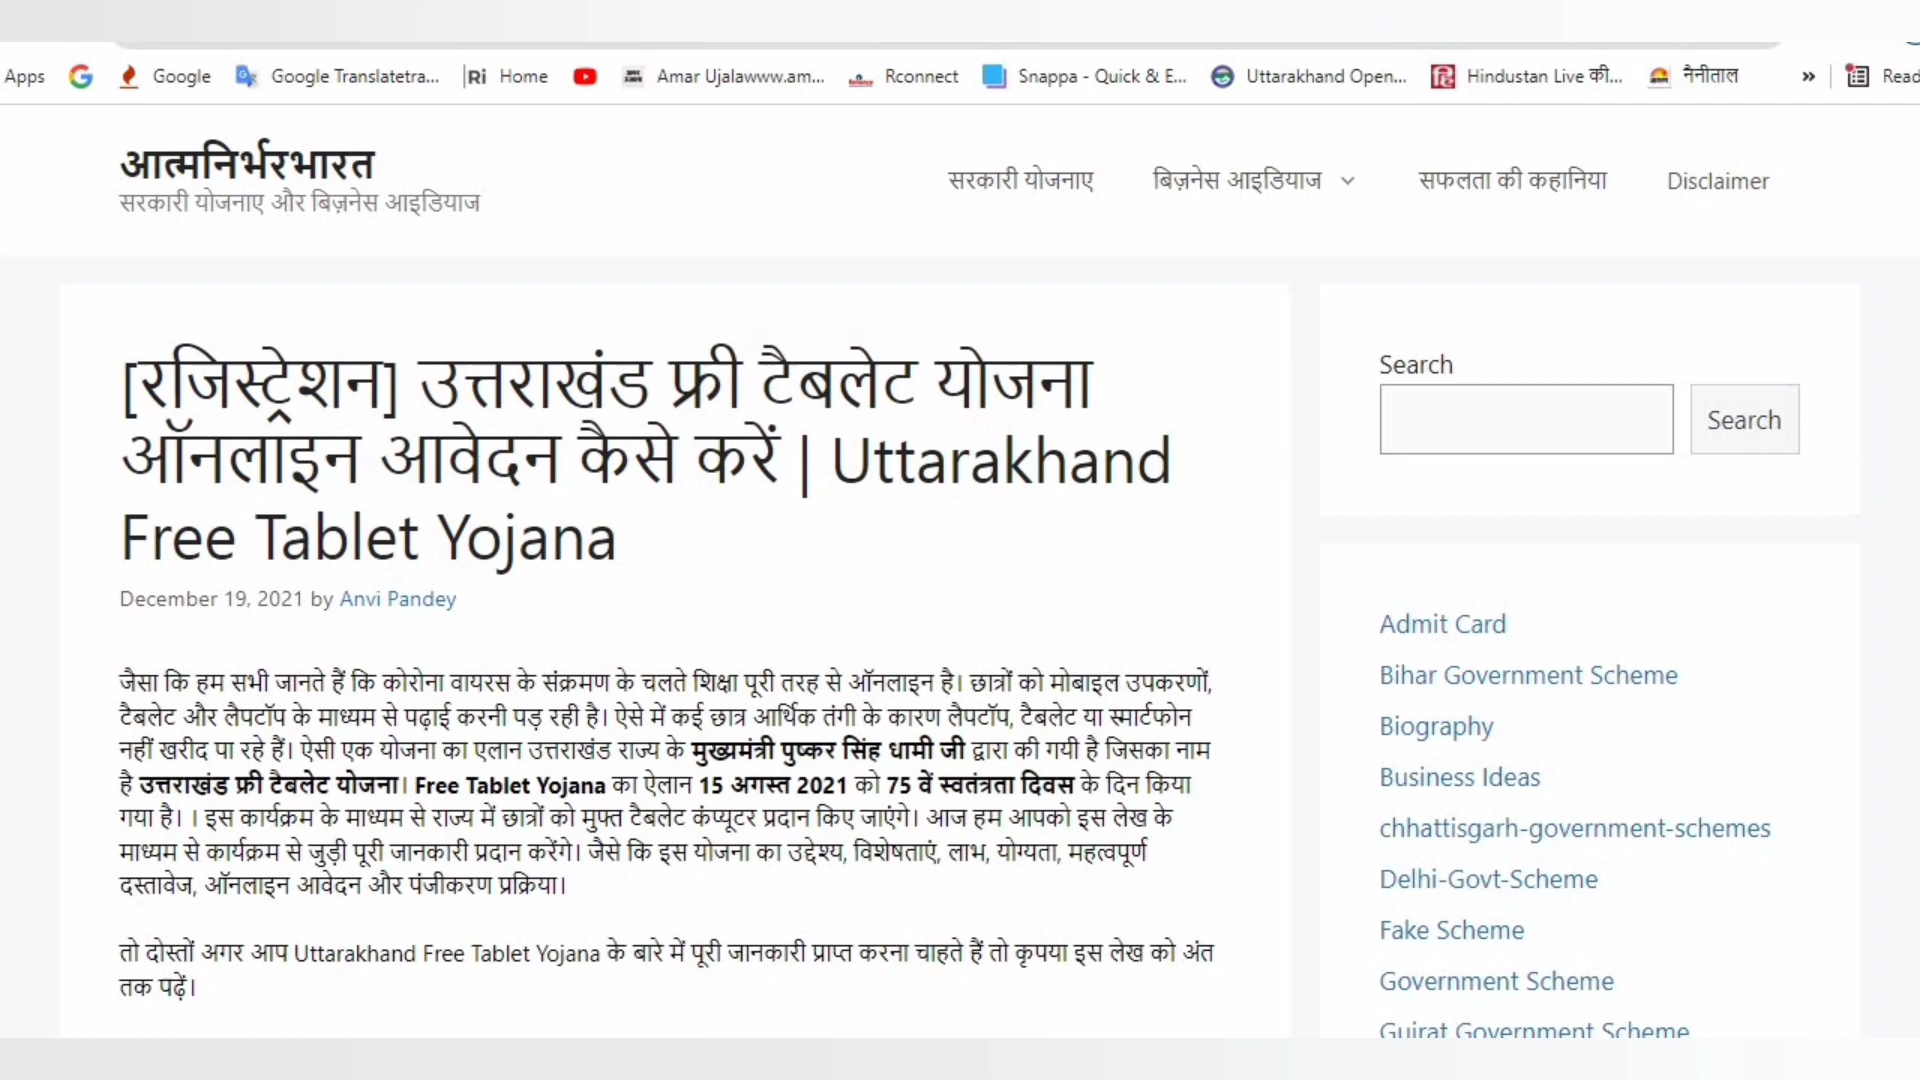 Apps Google Google Translatetra... Ri Home Amar Ujalawww.am... Rconnect Snappa - Quick & E... Uttarakhand Open... Hindustan Live की... नैनीताल » Read
आत्मनिर्भरभारत
सरकारी योजनाए और बिज़नेस आइडियाज
सरकारी योजनाए बिज़नेस आइडियाज सफलता की कहानिया Disclaimer
[रजिस्ट्रेशन] उत्तराखंड फ्री टैबलेट योजना
ऑनलाइन आवेदन कैसे करें | Uttarakhand
Free Tablet Yojana
December 19, 2021 by Anvi Pandey
जैसा कि हम सभी जानते हैं कि कोरोना वायरस के संक्रमण के चलते शिक्षा पूरी तरह से ऑनलाइन है। छात्रों को मोबाइल उपकरणों,
टैबलेट और लैपटॉप के माध्यम से पढ़ाई करनी पड़ रही है। ऐसे में कई छात्र आर्थिक तंगी के कारण लैपटॉप, टैबलेट या स्मार्टफोन
नहीं खरीद पा रहे हैं। ऐसी एक योजना का एलान उत्तराखंड राज्य के मुख्यमंत्री पुष्कर सिंह धामी जी द्वारा की गयी है जिसका नाम
है उत्तराखंड फ्री टैबलेट योजना। Free Tablet Yojana का ऐलान 15 अगस्त 2021 को 75 वें स्वतंत्रता दिवस के दिन किया
गया है। । इस कार्यक्रम के माध्यम से राज्य में छात्रों को मुफ्त टैबलेट कंप्यूटर प्रदान किए जाएंगे। आज हम आपको इस लेख के
माध्यम से कार्यक्रम से जुड़ी पूरी जानकारी प्रदान करेंगे। जैसे कि इस योजना का उद्देश्य, विशेषताएं, लाभ, योग्यता, महत्वपूर्ण
दस्तावेज, ऑनलाइन आवेदन और पंजीकरण प्रक्रिया।
तो दोस्तों अगर आप Uttarakhand Free Tablet Yojana के बारे में पूरी जानकारी प्राप्त करना चाहते हैं तो कृपया इस लेख को अंत
तक पढ़ें।
Search
Search
Admit Card
Bihar Government Scheme
Biography
Business Ideas
chhattisgarh-government-schemes
Delhi-Govt-Scheme
Fake Scheme
Government Scheme
Gujrat Government Scheme